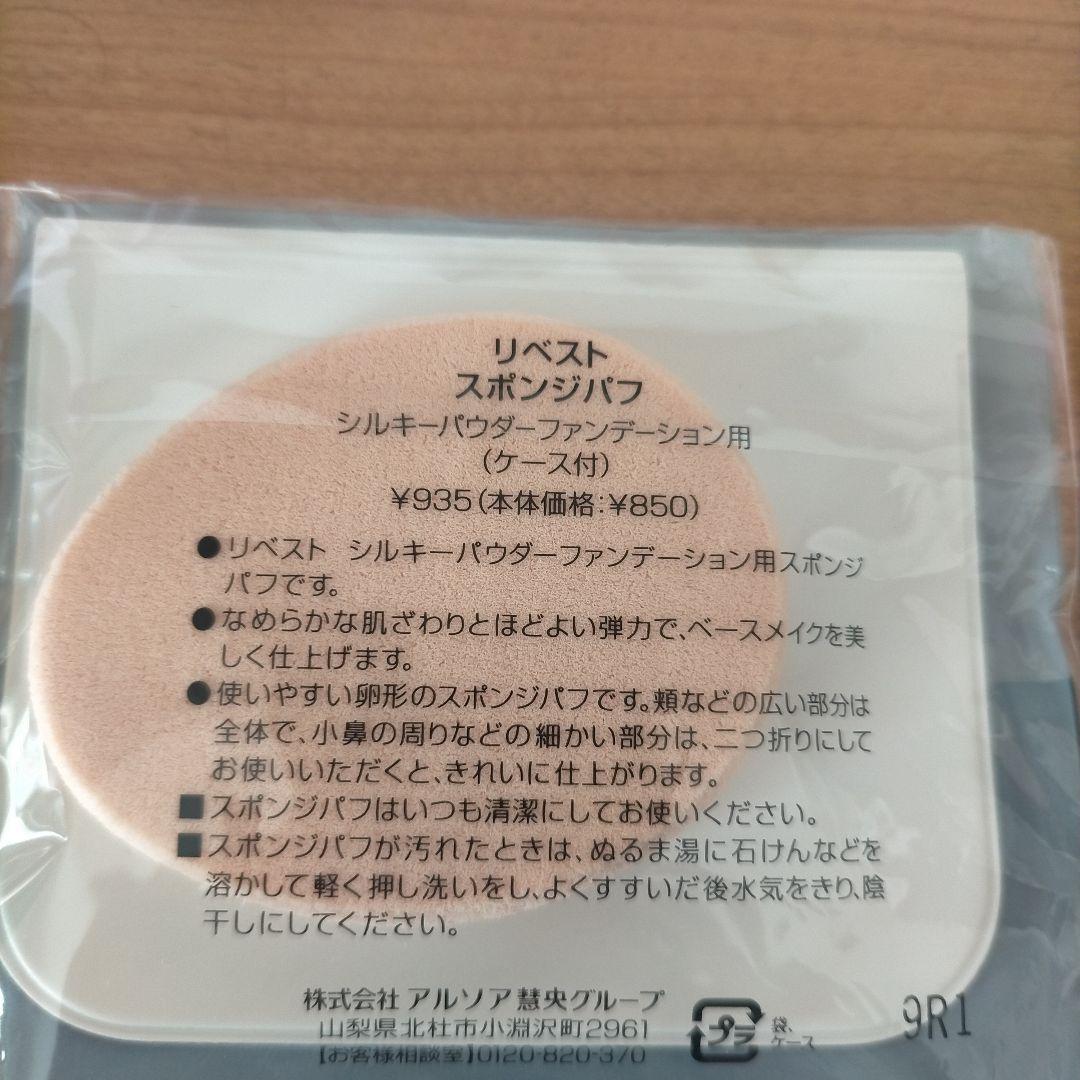 リベスト
スポンジパフ
シルキーパウダーファンデーション用
(ケース付)
¥935(本体価格:¥850)
●リベスト シルキーパウダーファンデーション用スポンジ
パフです。
●なめらかな肌ざわりとほどよい弾力で、ベースメイクを美
しく仕上げます。
●使いやすい卵形のスポンジパフです。頬などの広い部分は
全体で、小鼻の周りなどの細かい部分は、二つ折りにして
お使いいただくと、きれいに仕上がります。
■スポンジパフはいつも清潔にしてお使いください。
■スポンジパフが汚れたときは、ぬるま湯に石けんなどを
溶かして軽く押し洗いをし、よくすすいだ後水気をきり、陰
干しにしてください。
株式会社 アルソア慧央グループ
山梨県北杜市小淵沢町2961
【お客様相談室】0120-820-370
プラ
袋、
ケース
9R1